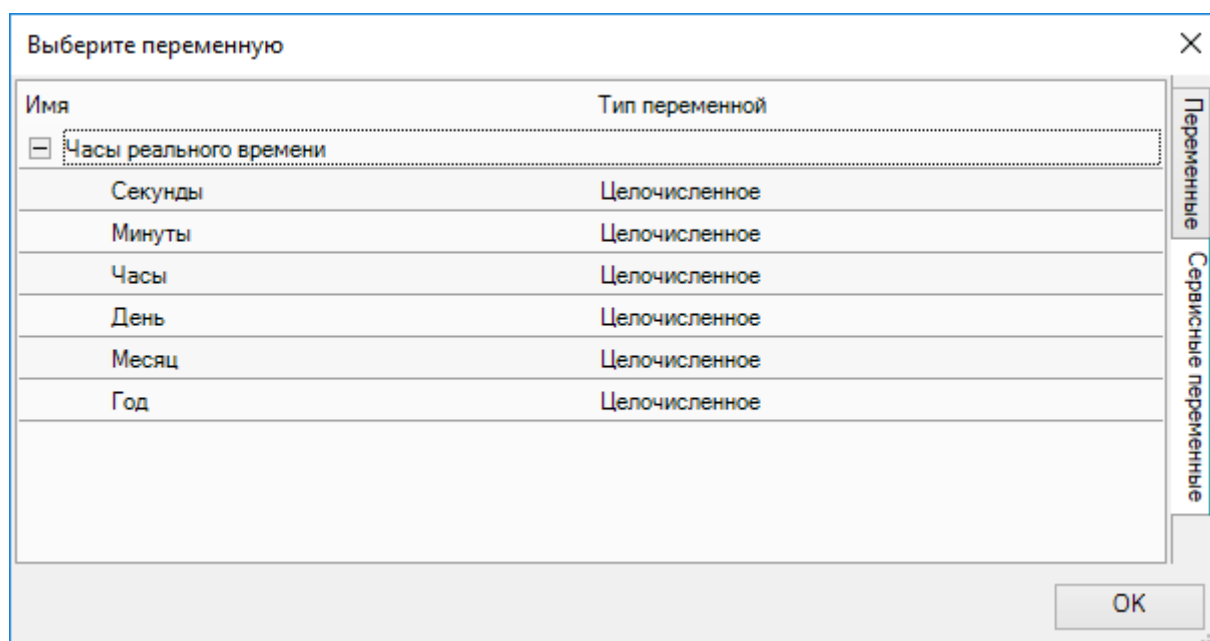 Выберите переменную
Имя Тип переменной
Часы реального времени
Секунды Целочисленное
Минуты Целочисленное
Часы Целочисленное
День Целочисленное
Месяц Целочисленное
Год Целочисленное
Переменные
Сервисные переменные
OK